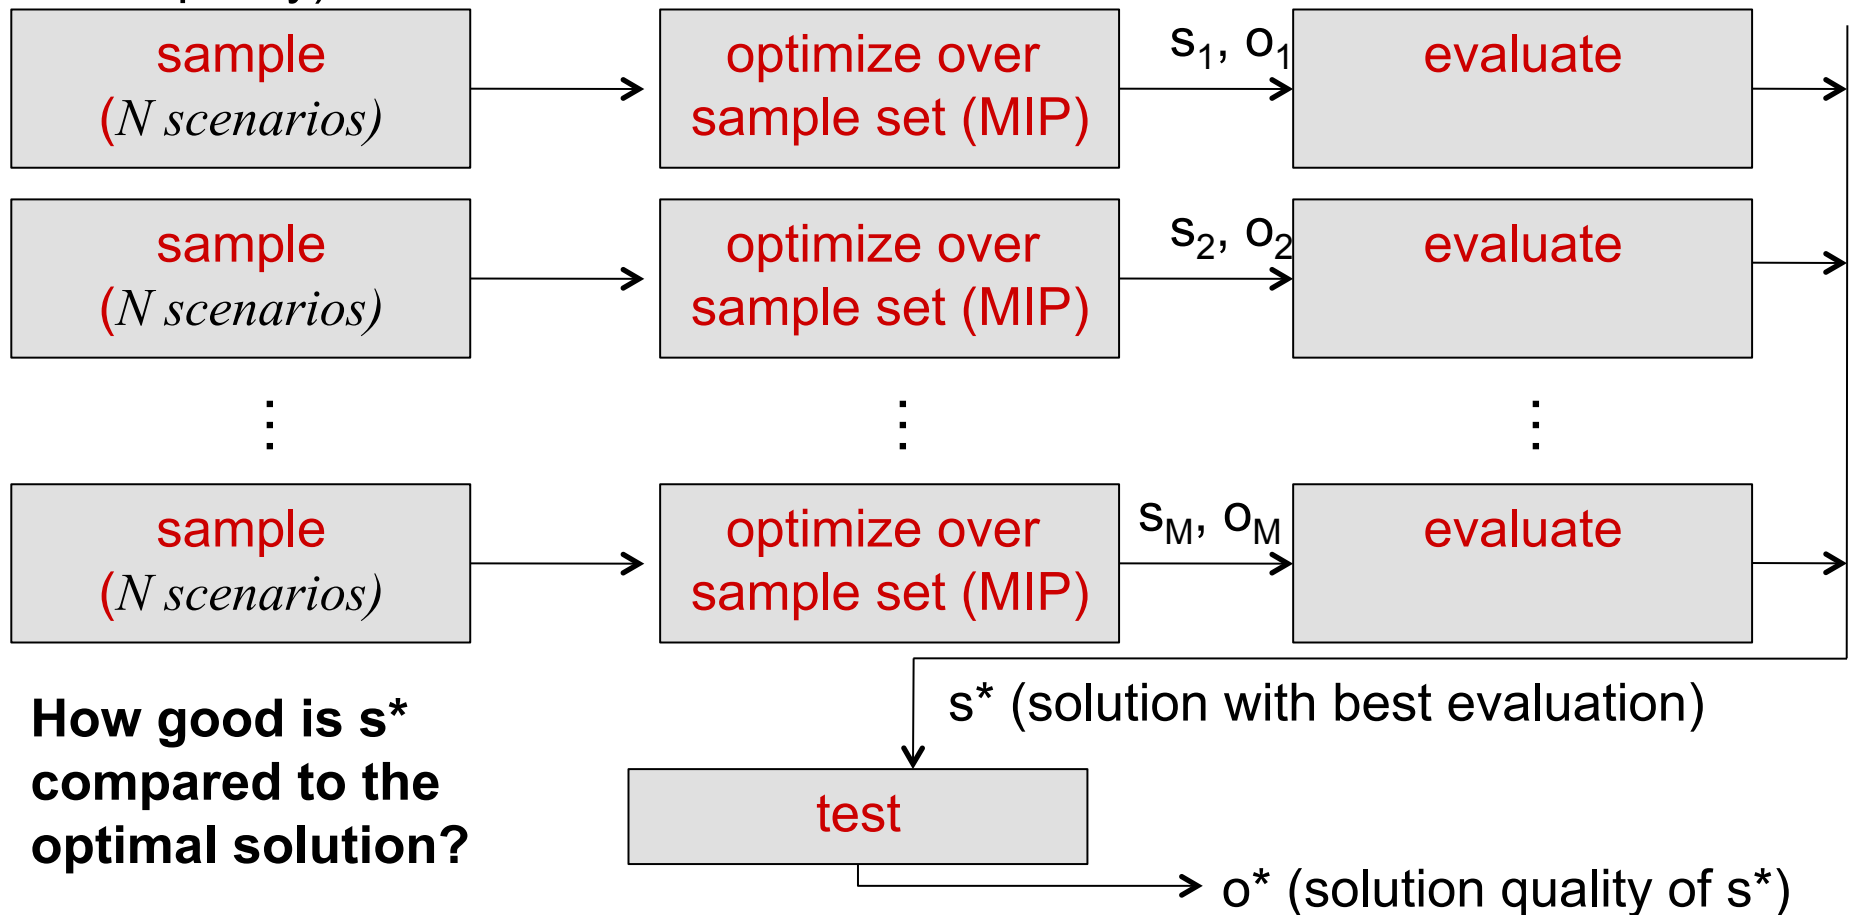 sample
(N scenarios)
optimize over
sample set (MIP)
s₁, o₁
evaluate
sample
(N scenarios)
optimize over
sample set (MIP)
s₂, o₂
evaluate
⋮ ⋮ ⋮
sample
(N scenarios)
optimize over
sample set (MIP)
s_M, o_M
evaluate
s* (solution with best evaluation)
How good is s*
compared to the
optimal solution?
test
o* (solution quality of s*)